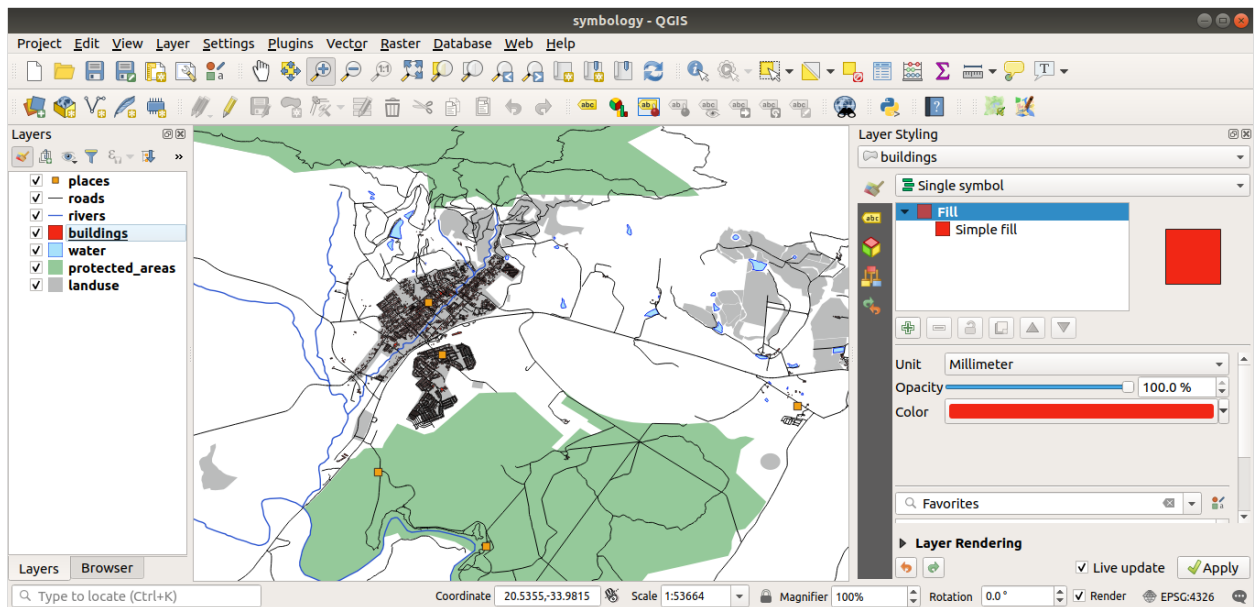 symbology - QGIS
Project Edit View Layer Settings Plugins Vector Raster Database Web Help
Layers
places
roads
rivers
buildings
water
protected_areas
landuse
Layers Browser
Layer Styling
buildings
Single symbol
Fill
Simple fill
Unit Millimeter
Opacity 100.0 %
Color
Favorites
Layer Rendering
Live update Apply
Type to locate (Ctrl+K) Coordinate 20.5355,-33.9815 Scale 1:53664 Magnifier 100% Rotation 0.0° Render EPSG:4326